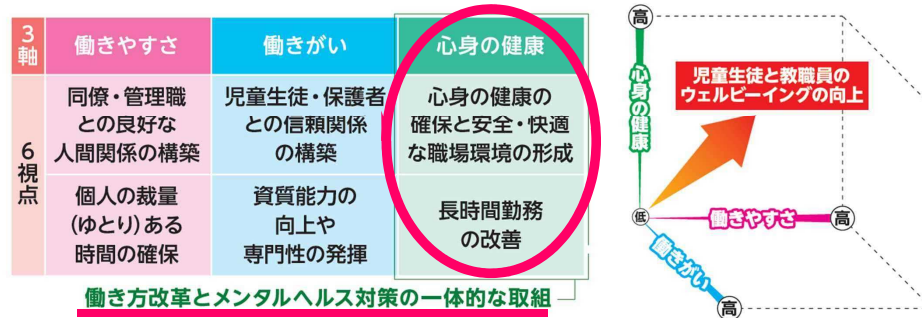 3軸
働きやすさ
働きがい
心身の健康
6視点
同僚・管理職
との良好な
人間関係の構築
児童生徒・保護者
との信頼関係
の構築
心身の健康の
確保と安全・快適
な職場環境の形成
個人の裁量
(ゆとり)ある
時間の確保
資質能力の
向上や
専門性の発揮
長時間勤務
の改善
働き方改革とメンタルヘルス対策の一体的な取組
高
心身の健康
児童生徒と教職員の
ウェルビーイングの向上
低
働きやすさ
高
働きがい
高